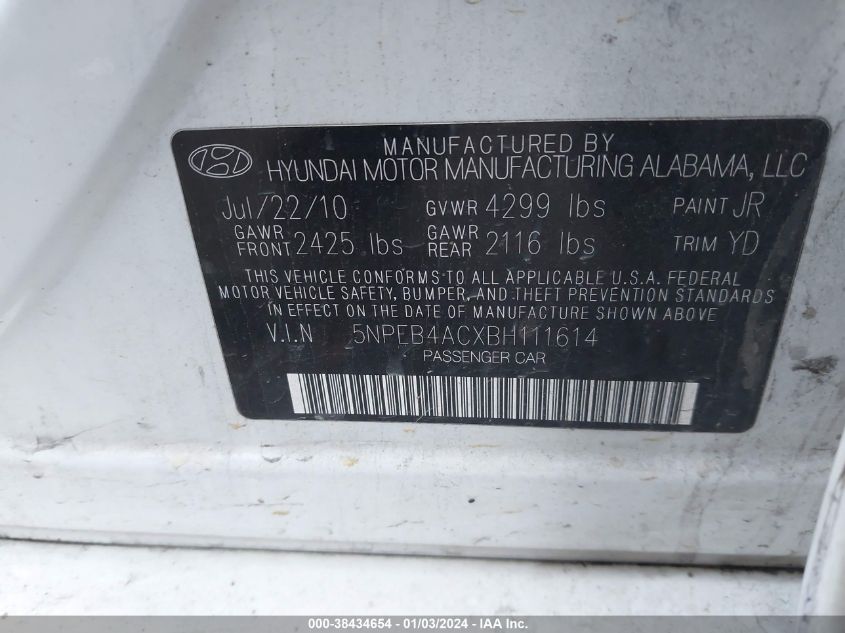 MANUFACTURED BY
HYUNDAI MOTOR MANUFACTURING ALABAMA, LLC
Jul/22/10 GVWR 4299 lbs PAINT JR
GAWR FRONT 2425 lbs GAWR REAR 2116 lbs TRIM YD
THIS VEHICLE CONFORMS TO ALL APPLICABLE U.S.A. FEDERAL
MOTOR VEHICLE SAFETY, BUMPER, AND THEFT PREVENTION STANDARDS
IN EFFECT ON THE DATE OF MANUFACTURE SHOWN ABOVE.
V.I.N 5NPEB4ACXBH111614
PASSENGER CAR
000-38434654 - 01/03/2024 - IAA Inc.